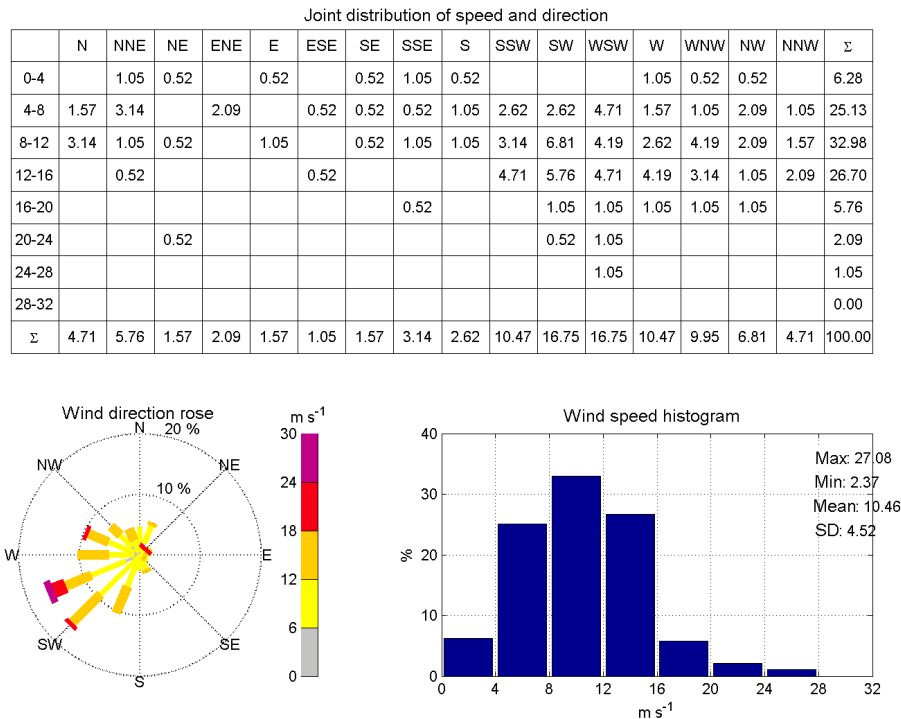 Joint distribution of speed and direction
N NNE NE ENE E ESE SE SSE S SSW SW WSW W WNW NW NNW Σ
0-4 1.05 0.52 0.52 0.52 1.05 0.52 1.05 0.52 0.52 6.28
4-8 1.57 3.14 2.09 0.52 0.52 0.52 1.05 2.62 2.62 4.71 1.57 1.05 2.09 1.05 25.13
8-12 3.14 1.05 0.52 1.05 0.52 1.05 1.05 3.14 6.81 4.19 2.62 4.19 2.09 1.57 32.98
12-16 0.52 0.52 4.71 5.76 4.71 4.19 3.14 1.05 2.09 26.70
16-20 0.52 1.05 1.05 1.05 1.05 1.05 5.76
20-24 0.52 0.52 1.05 2.09
24-28 1.05 1.05
28-32 0.00
Σ 4.71 5.76 1.57 2.09 1.57 1.05 1.57 3.14 2.62 10.47 16.75 16.75 10.47 9.95 6.81 4.71 100.00
Wind direction rose
N
20 %
NW
NE
10 %
W
E
SW
SE
S
m s⁻¹
30
24
18
12
6
0
Wind speed histogram
40
30
20
10
0
%
Max: 27.08
Min: 2.37
Mean: 10.46
SD: 4.52
0 4 8 12 16 20 24 28 32
m s⁻¹